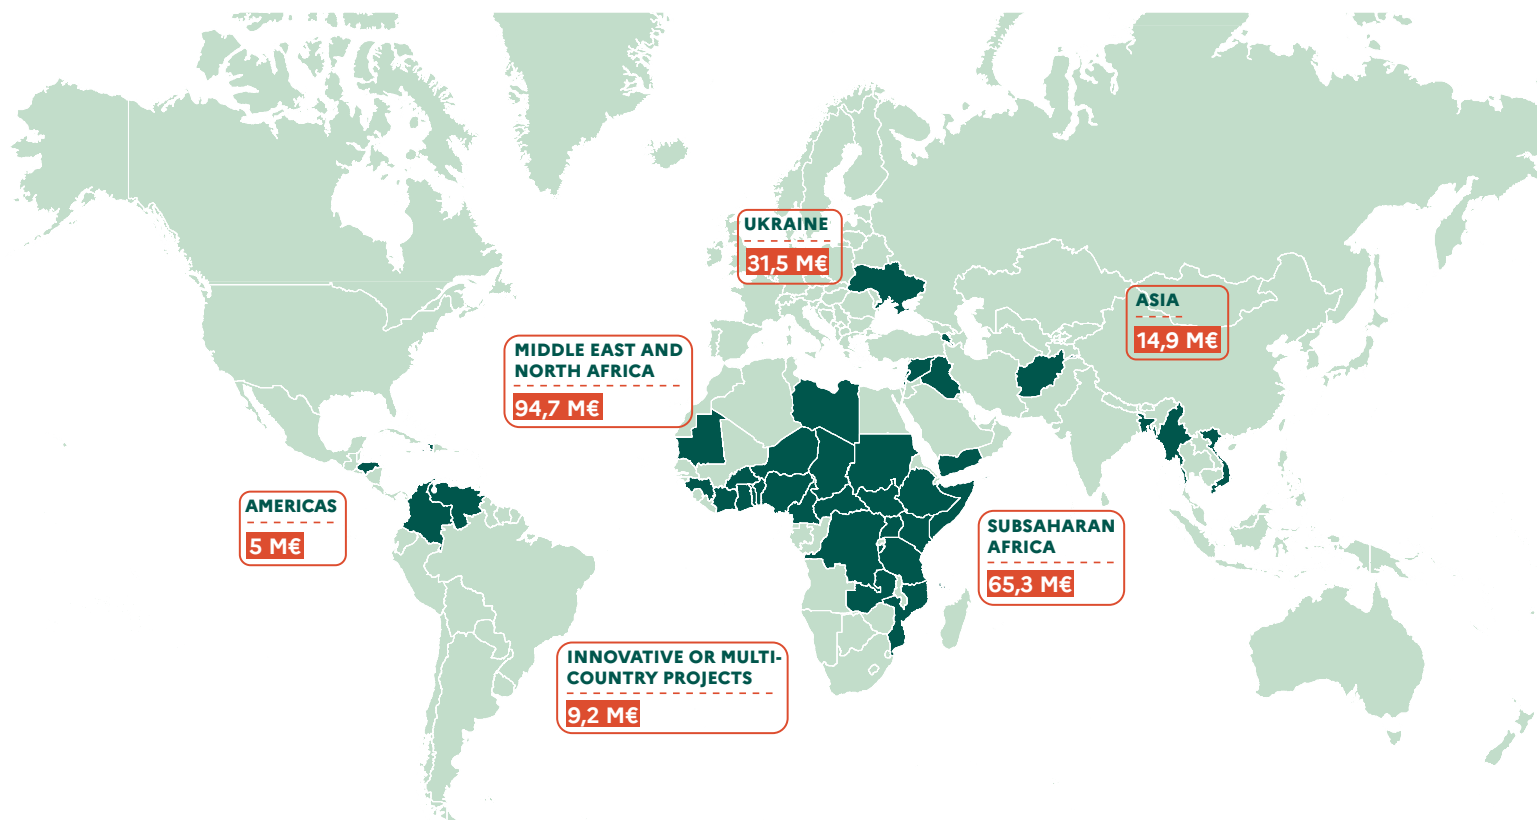 UKRAINE
31,5 M€
ASIA
14,9 M€
MIDDLE EAST AND
NORTH AFRICA
94,7 M€
AMERICAS
5 M€
SUBSAHARAN
AFRICA
65,3 M€
INNOVATIVE OR MULTI-
COUNTRY PROJECTS
9,2 M€